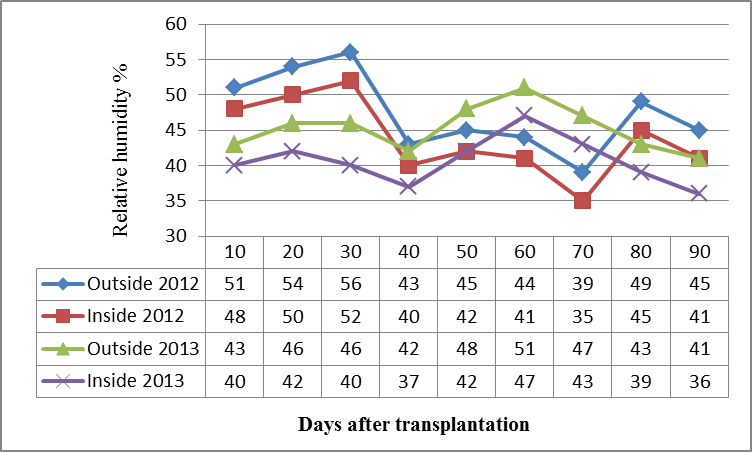 Relative humidity %
60
55
50
45
40
35
30
10 20 30 40 50 60 70 80 90
Outside 2012 51 54 56 43 45 44 39 49 45
Inside 2012 48 50 52 40 42 41 35 45 41
Outside 2013 43 46 46 42 48 51 47 43 41
Inside 2013 40 42 40 37 42 47 43 39 36
Days after transplantation